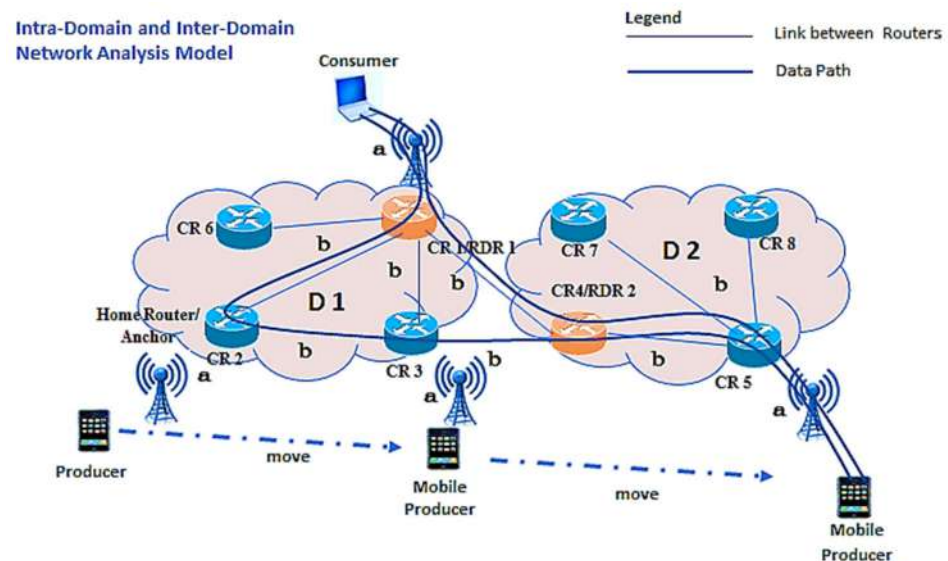 Intra-Domain and Inter-Domain
Network Analysis Model
Legend
Link between Routers
Data Path
Consumer
a
CR 6
b
CR 1/RDR 1
CR 7
D 2
CR 8
b
b
b
D 1
CR4/RDR 2
Home Router/
Anchor
CR 2
b
CR 3
b
b
CR 5
a
a
a
Producer
move
Mobile
Producer
move
Mobile
Producer